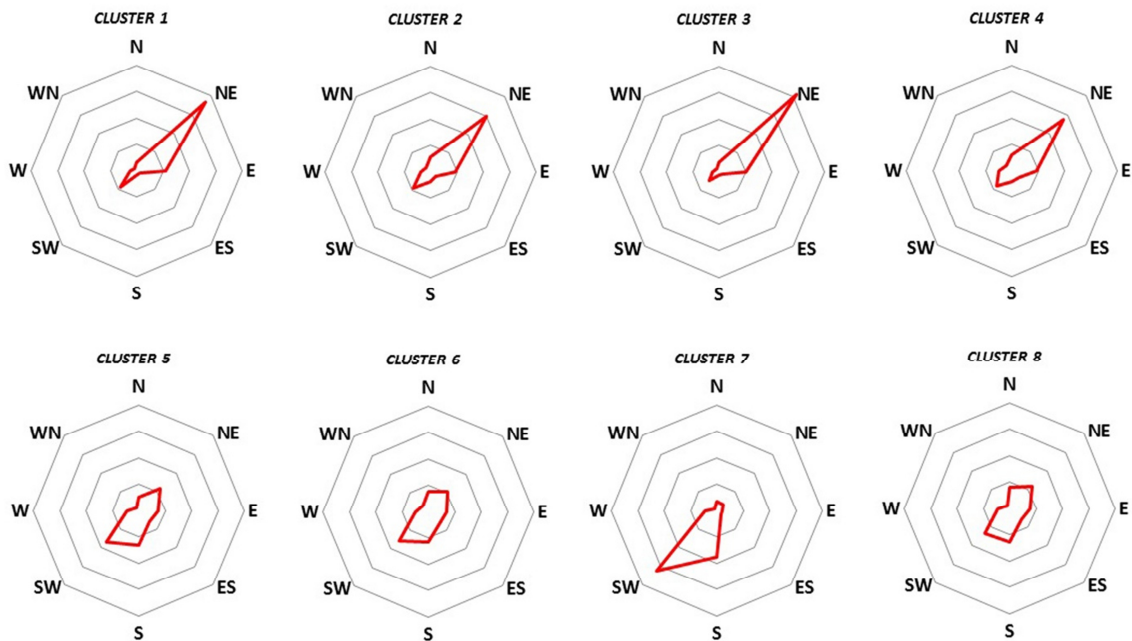 CLUSTER 1
N
NE
E
ES
S
SW
W
WN
CLUSTER 2
N
NE
E
ES
S
SW
W
WN
CLUSTER 3
N
NE
E
ES
S
SW
W
WN
CLUSTER 4
N
NE
E
ES
S
SW
W
WN
CLUSTER 5
N
NE
E
ES
S
SW
W
WN
CLUSTER 6
N
NE
E
ES
S
SW
W
WN
CLUSTER 7
N
NE
E
ES
S
SW
W
WN
CLUSTER 8
N
NE
E
ES
S
SW
W
WN